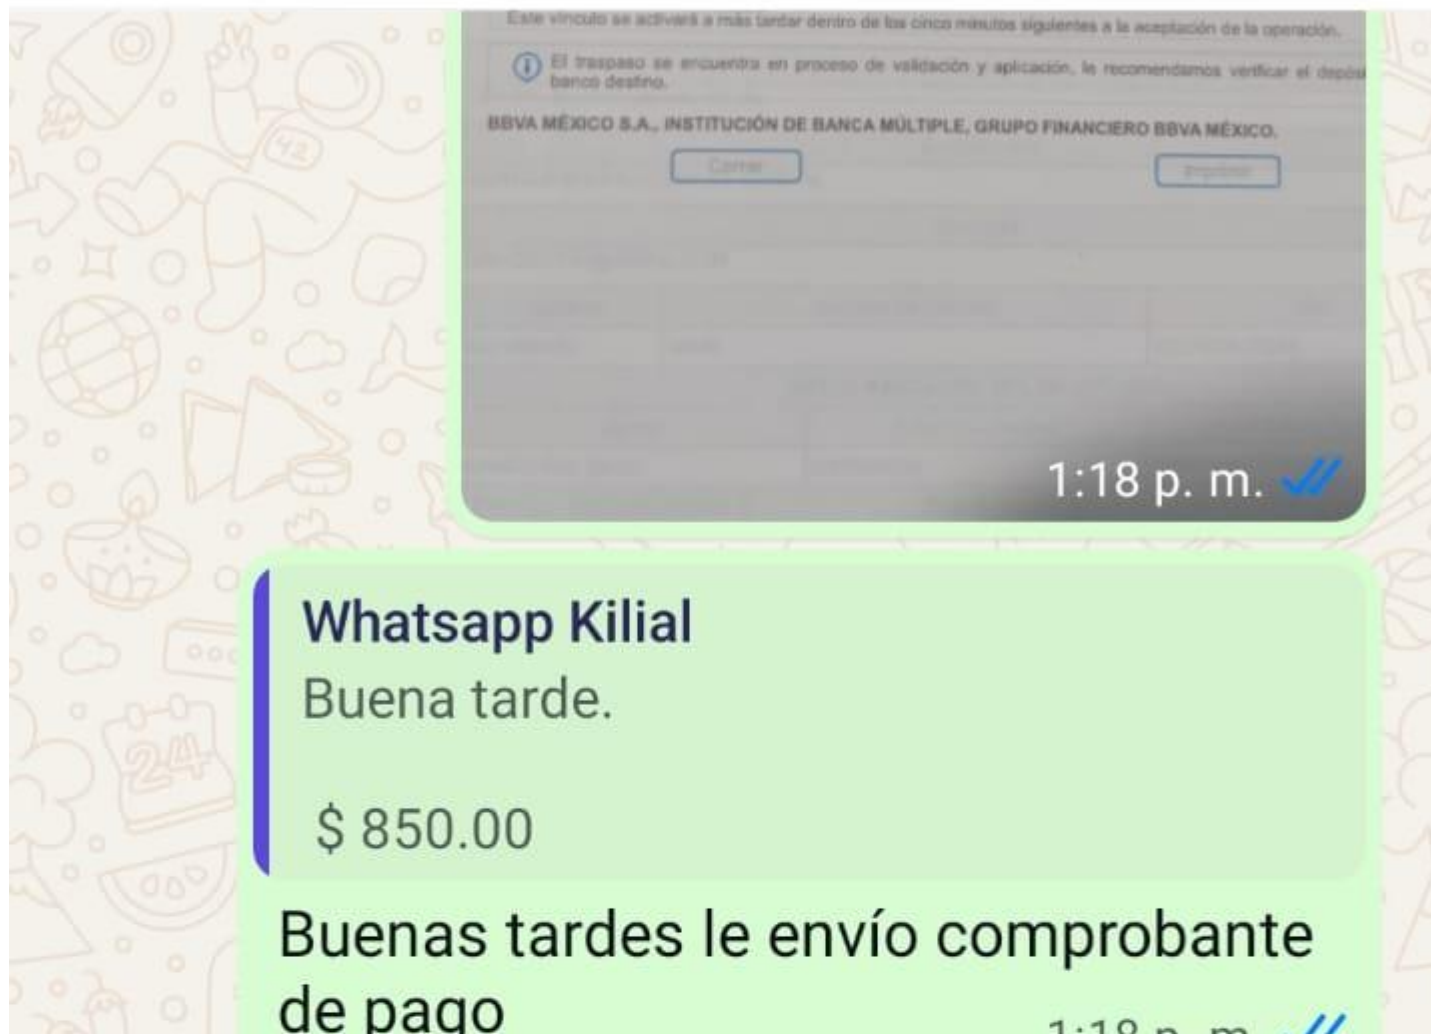 Este vínculo se activará a más tardar dentro de los cinco minutos siguientes a la aceptación de la operación.
El traspaso se encuentra en proceso de validación y aplicación, le recomendamos verificar el
banco destino.
BBVA MÉXICO S.A., INSTITUCIÓN DE BANCA MÚLTIPLE, GRUPO FINANCIERO BBVA MÉXICO.
1:18 p. m.
Whatsapp Kilial
Buena tarde.
$ 850.00
Buenas tardes le envío comprobante
de pago
1:18 p. m.